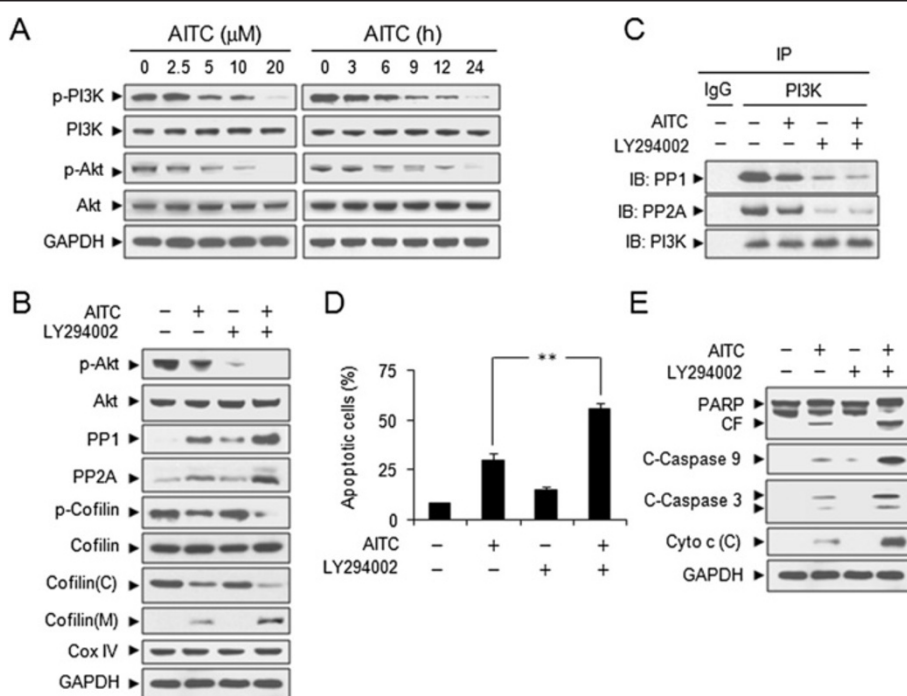 A
AITC (μM) AITC (h)
0 2.5 5 10 20 0 3 6 9 12 24
p-PI3K
PI3K
p-Akt
Akt
GAPDH
C
IP
IgG PI3K
AITC – – + – +
LY294002 – – – + +
IB: PP1
IB: PP2A
IB: PI3K
B
AITC – + – +
LY294002 – – + +
p-Akt
Akt
PP1
PP2A
p-Cofilin
Cofilin
Cofilin(C)
Cofilin(M)
Cox IV
GAPDH
D
**
Apoptotic cells (%)
75
50
25
0
AITC – + – +
LY294002 – – + +
E
AITC – + – +
LY294002 – – + +
PARP
CF
C-Caspase 9
C-Caspase 3
Cyto c (C)
GAPDH